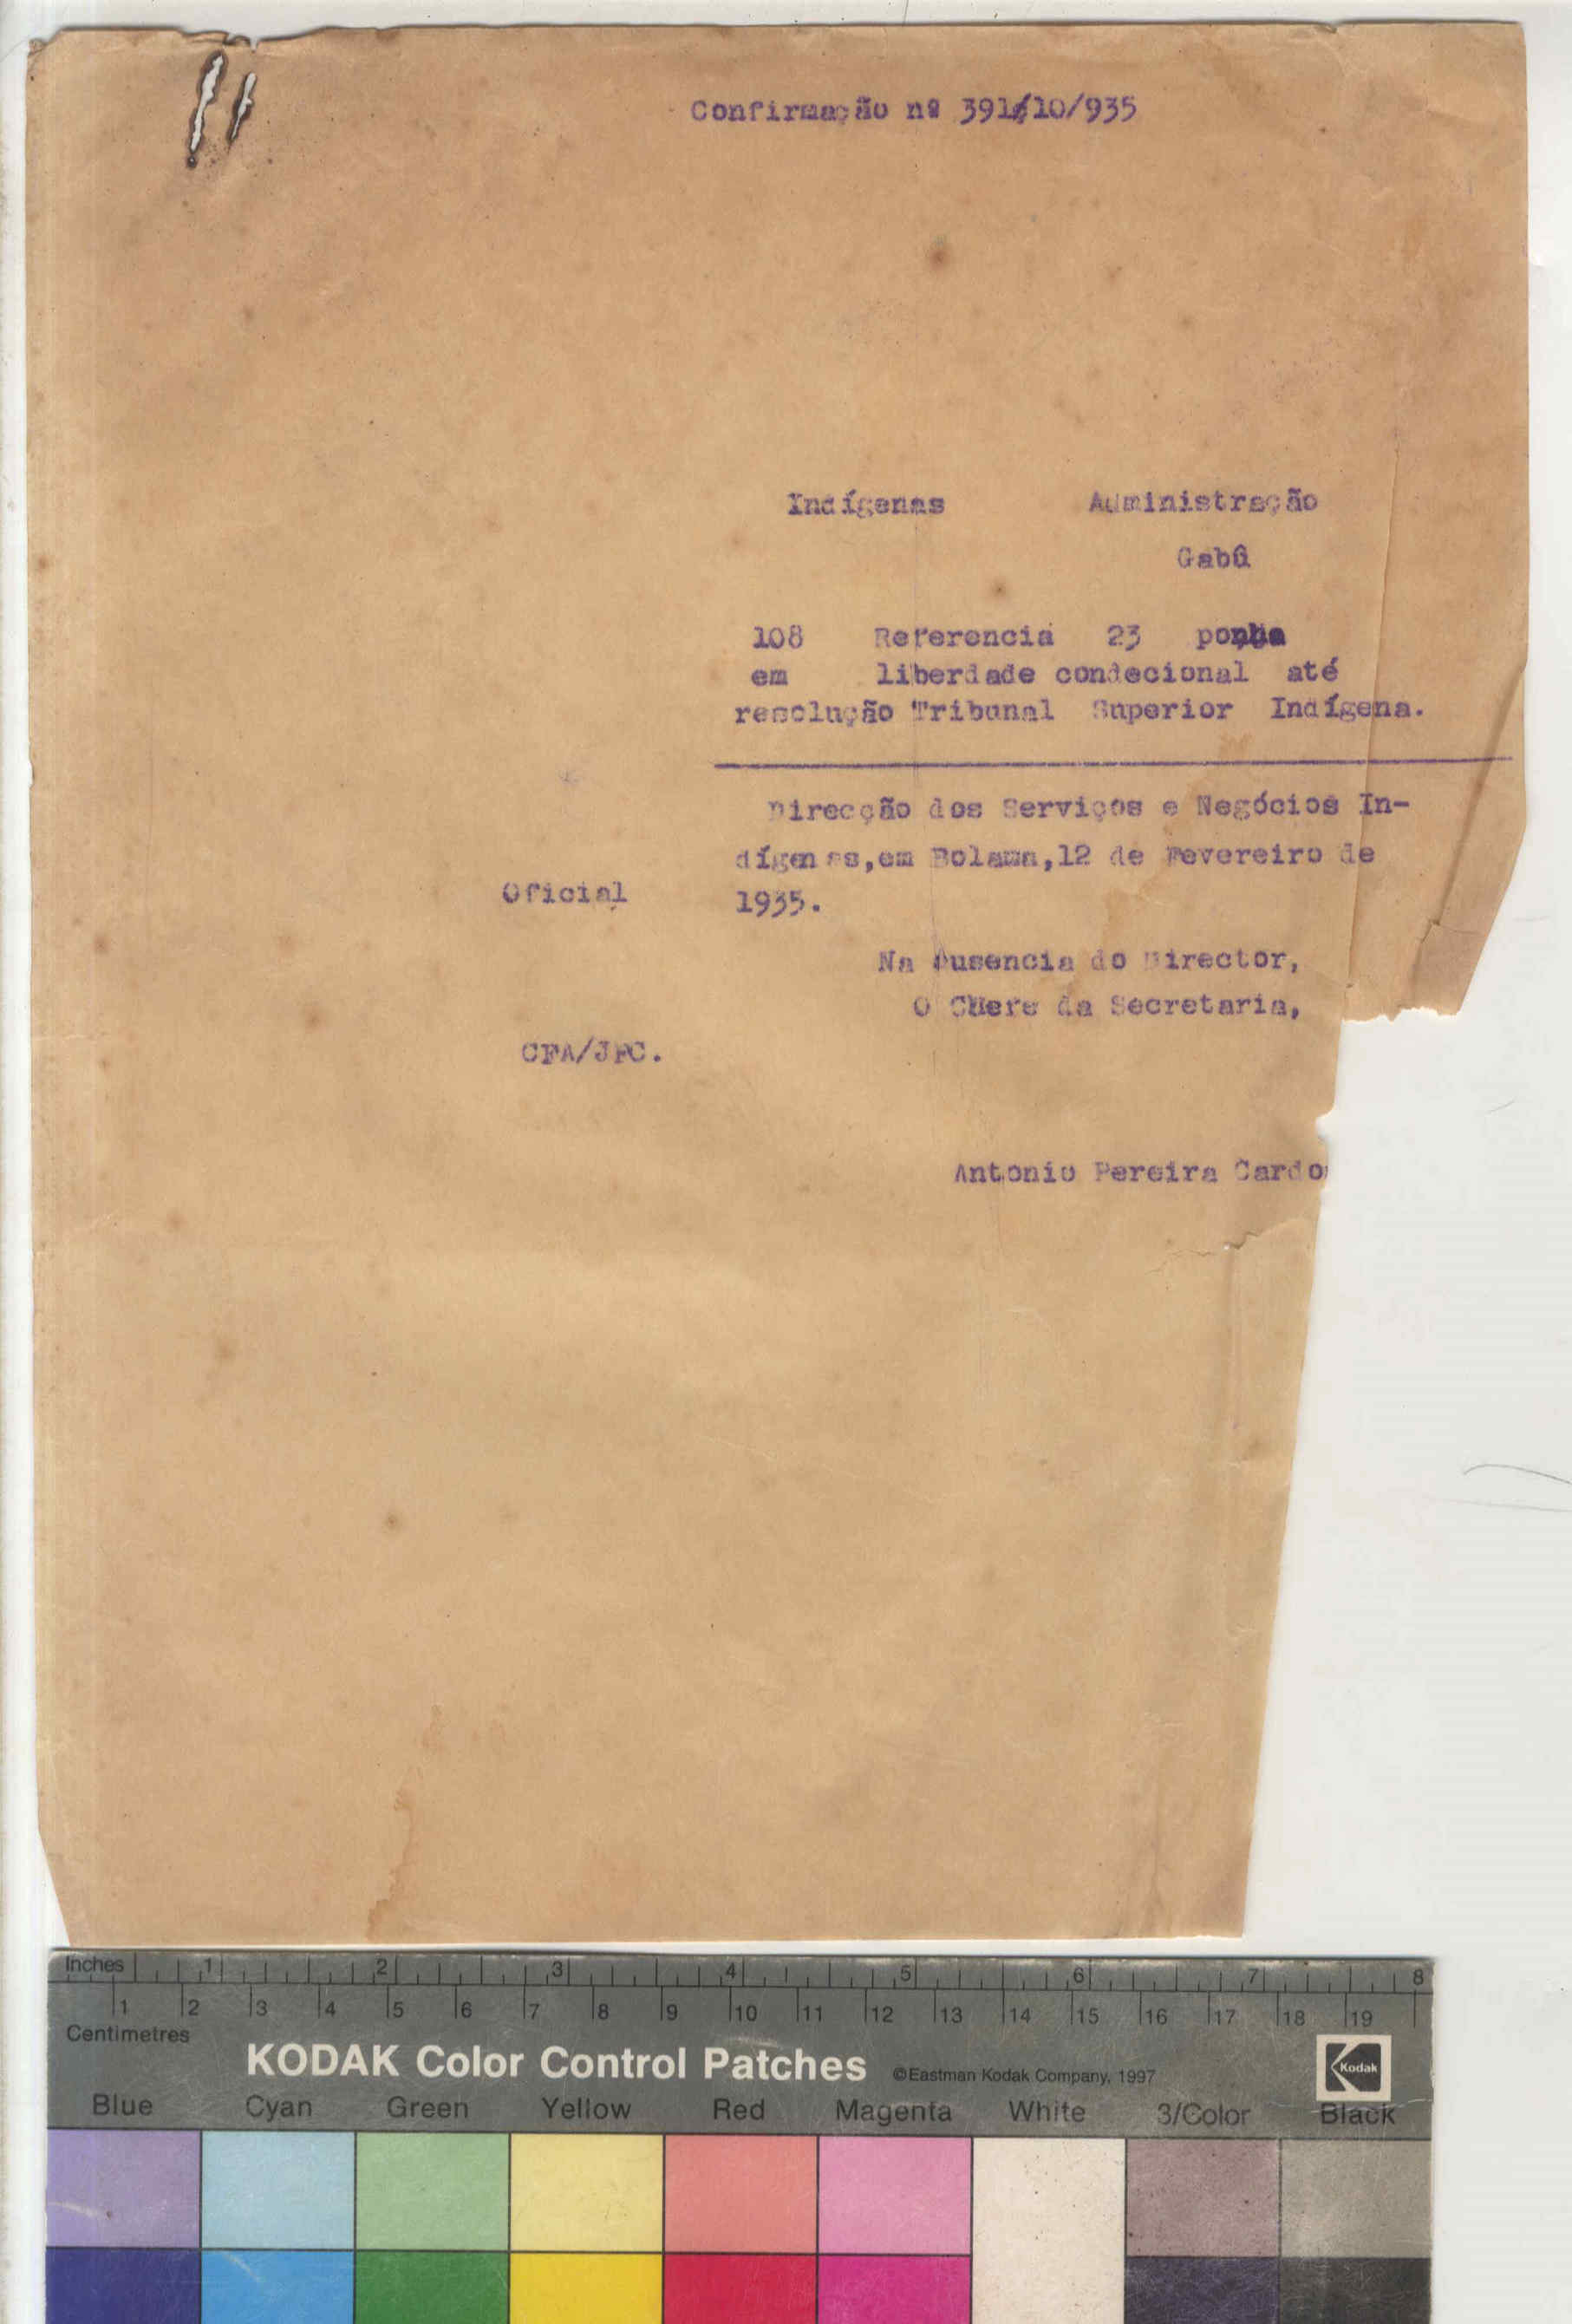 Confirmação nº 391/10/935
Indígenas Administração
Gabú
108 Referencia 23 ponha
em liberdade condecional até
resolução Tribunal Superior Indígena.
Direcção dos Serviços e Negócios In-
dígenas,em Bolama,12 de Fevereiro de
Oficial 1935.
Na Ausencia do Director,
O Chefe da Secretaria,
CFA/JFC.
Antonio Pereira Cardo
Inches 1 2 3 4 5 6 7 8
1 2 3 4 5 6 7 8 9 10 11 12 13 14 15 16 17 18 19
Centimetres
KODAK Color Control Patches ©Eastman Kodak Company, 1997 Kodak
Blue Cyan Green Yellow Red Magenta White 3/Color Black